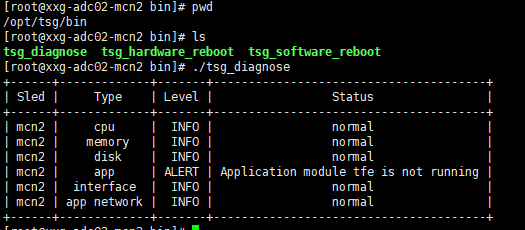 [root@xxg-adc02-mcn2 bin]# pwd
/opt/tsg/bin
[root@xxg-adc02-mcn2 bin]# ls
tsg_diagnose  tsg_hardware_reboot  tsg_software_reboot
[root@xxg-adc02-mcn2 bin]# ./tsg_diagnose
+------+-------------+-------+---------------------------------------+
| Sled |     Type    | Level |                 Status                |
+------+-------------+-------+---------------------------------------+
| mcn2 |     cpu     |  INFO |                 normal                |
| mcn2 |    memory   |  INFO |                 normal                |
| mcn2 |     disk    |  INFO |                 normal                |
| mcn2 |     app     | ALERT | Application module tfe is not running |
| mcn2 |  interface  |  INFO |                 normal                |
| mcn2 | app network |  INFO |                 normal                |
+------+-------------+-------+---------------------------------------+
[root@xxg-adc02-mcn2 bin]#